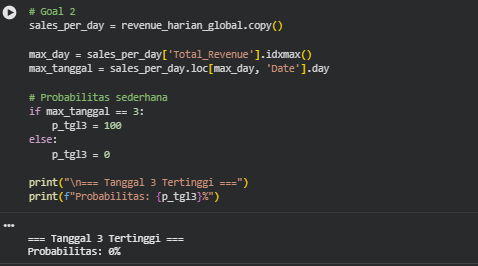 # Goal 2
sales_per_day = revenue_harian_global.copy()
max_day = sales_per_day['Total_Revenue'].idxmax()
max_tanggal = sales_per_day.loc[max_day, 'Date'].day
# Probabilitas sederhana
if max_tanggal == 3:
    p_tgl3 = 100
else:
    p_tgl3 = 0
print("\n=== Tanggal 3 Tertinggi ===")
print(f"Probabilitas: {p_tgl3}%")
=== Tanggal 3 Tertinggi ===
Probabilitas: 0%